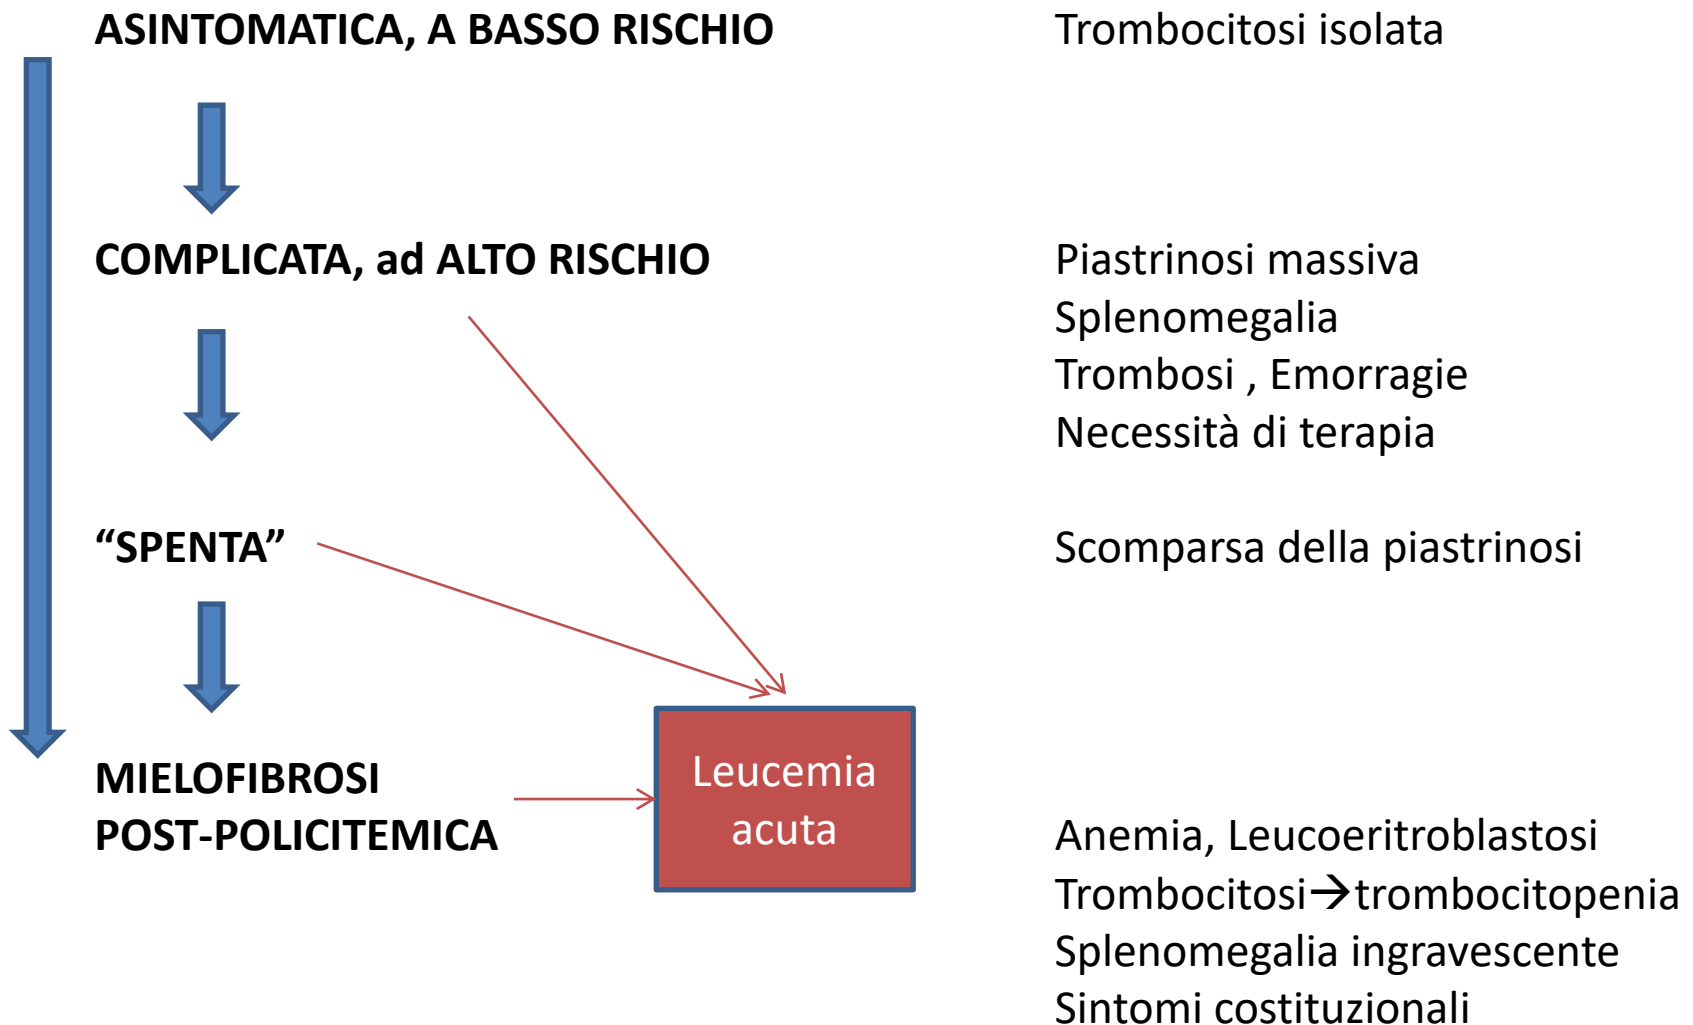 ASINTOMATICA, A BASSO RISCHIO
Trombocitosi isolata
COMPLICATA, ad ALTO RISCHIO
Piastrinosi massiva
Splenomegalia
Trombosi , Emorragie
Necessità di terapia
“SPENTA”
Scomparsa della piastrinosi
MIELOFIBROSI
POST-POLICITEMICA
Leucemia
acuta
Anemia, Leucoeritroblastosi
Trombocitosi→trombocitopenia
Splenomegalia ingravescente
Sintomi costituzionali